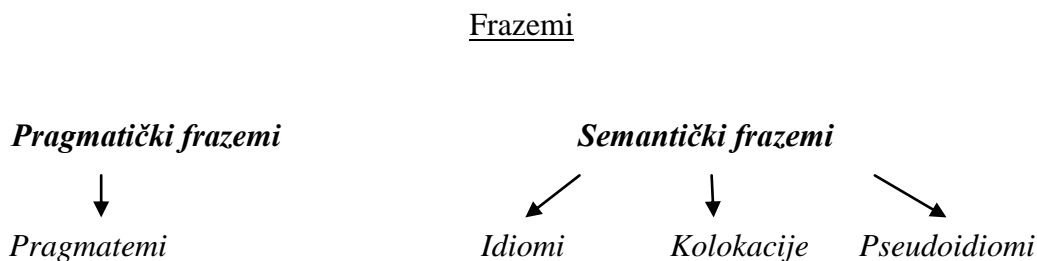 Frazemi
Pragmatički frazemi Semantički frazemi
Pragmatemi Idiomi Kolokacije Pseudoidiomi